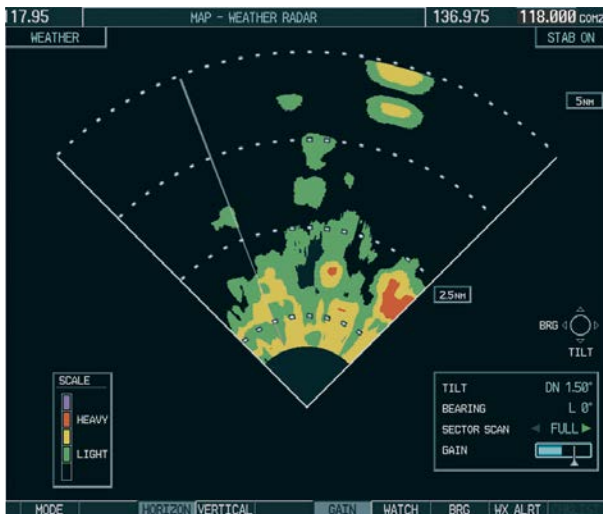 117.95 MAP - WEATHER RADAR 136.975 118.000 COM2
WEATHER STAB ON
5NM
2.5NM
BRG
TILT
SCALE
HEAVY
LIGHT
TILT DN 1.50°
BEARING L 0°
SECTOR SCAN FULL
GAIN
MODE HORIZON VERTICAL GAIN WATCH BRG WX ALRT